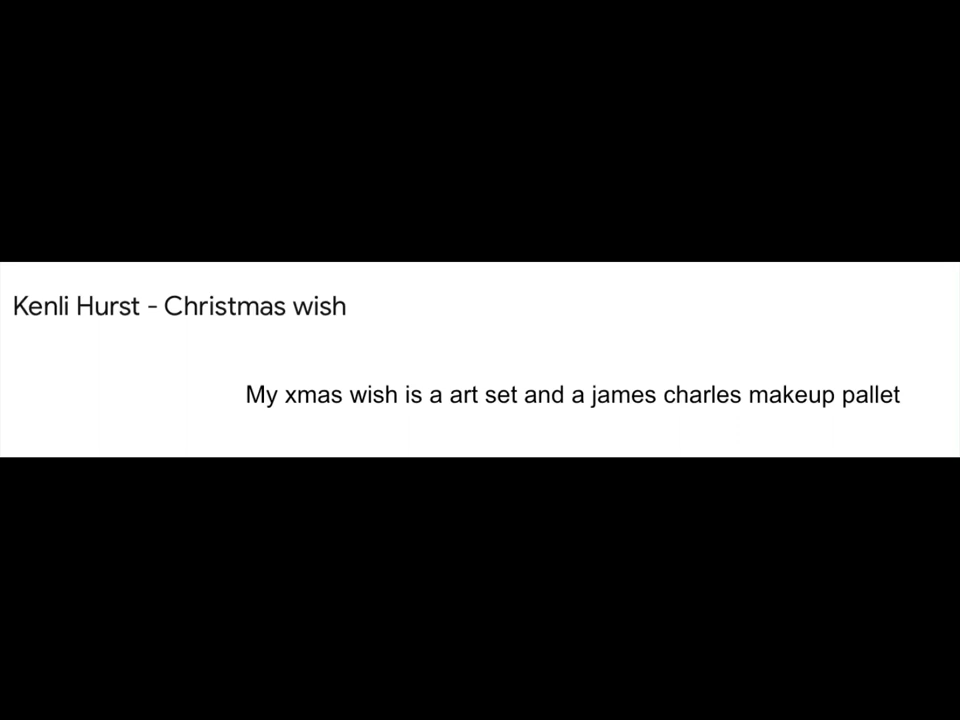 Kenli Hurst - Christmas wish
My xmas wish is a art set and a james charles makeup pallet